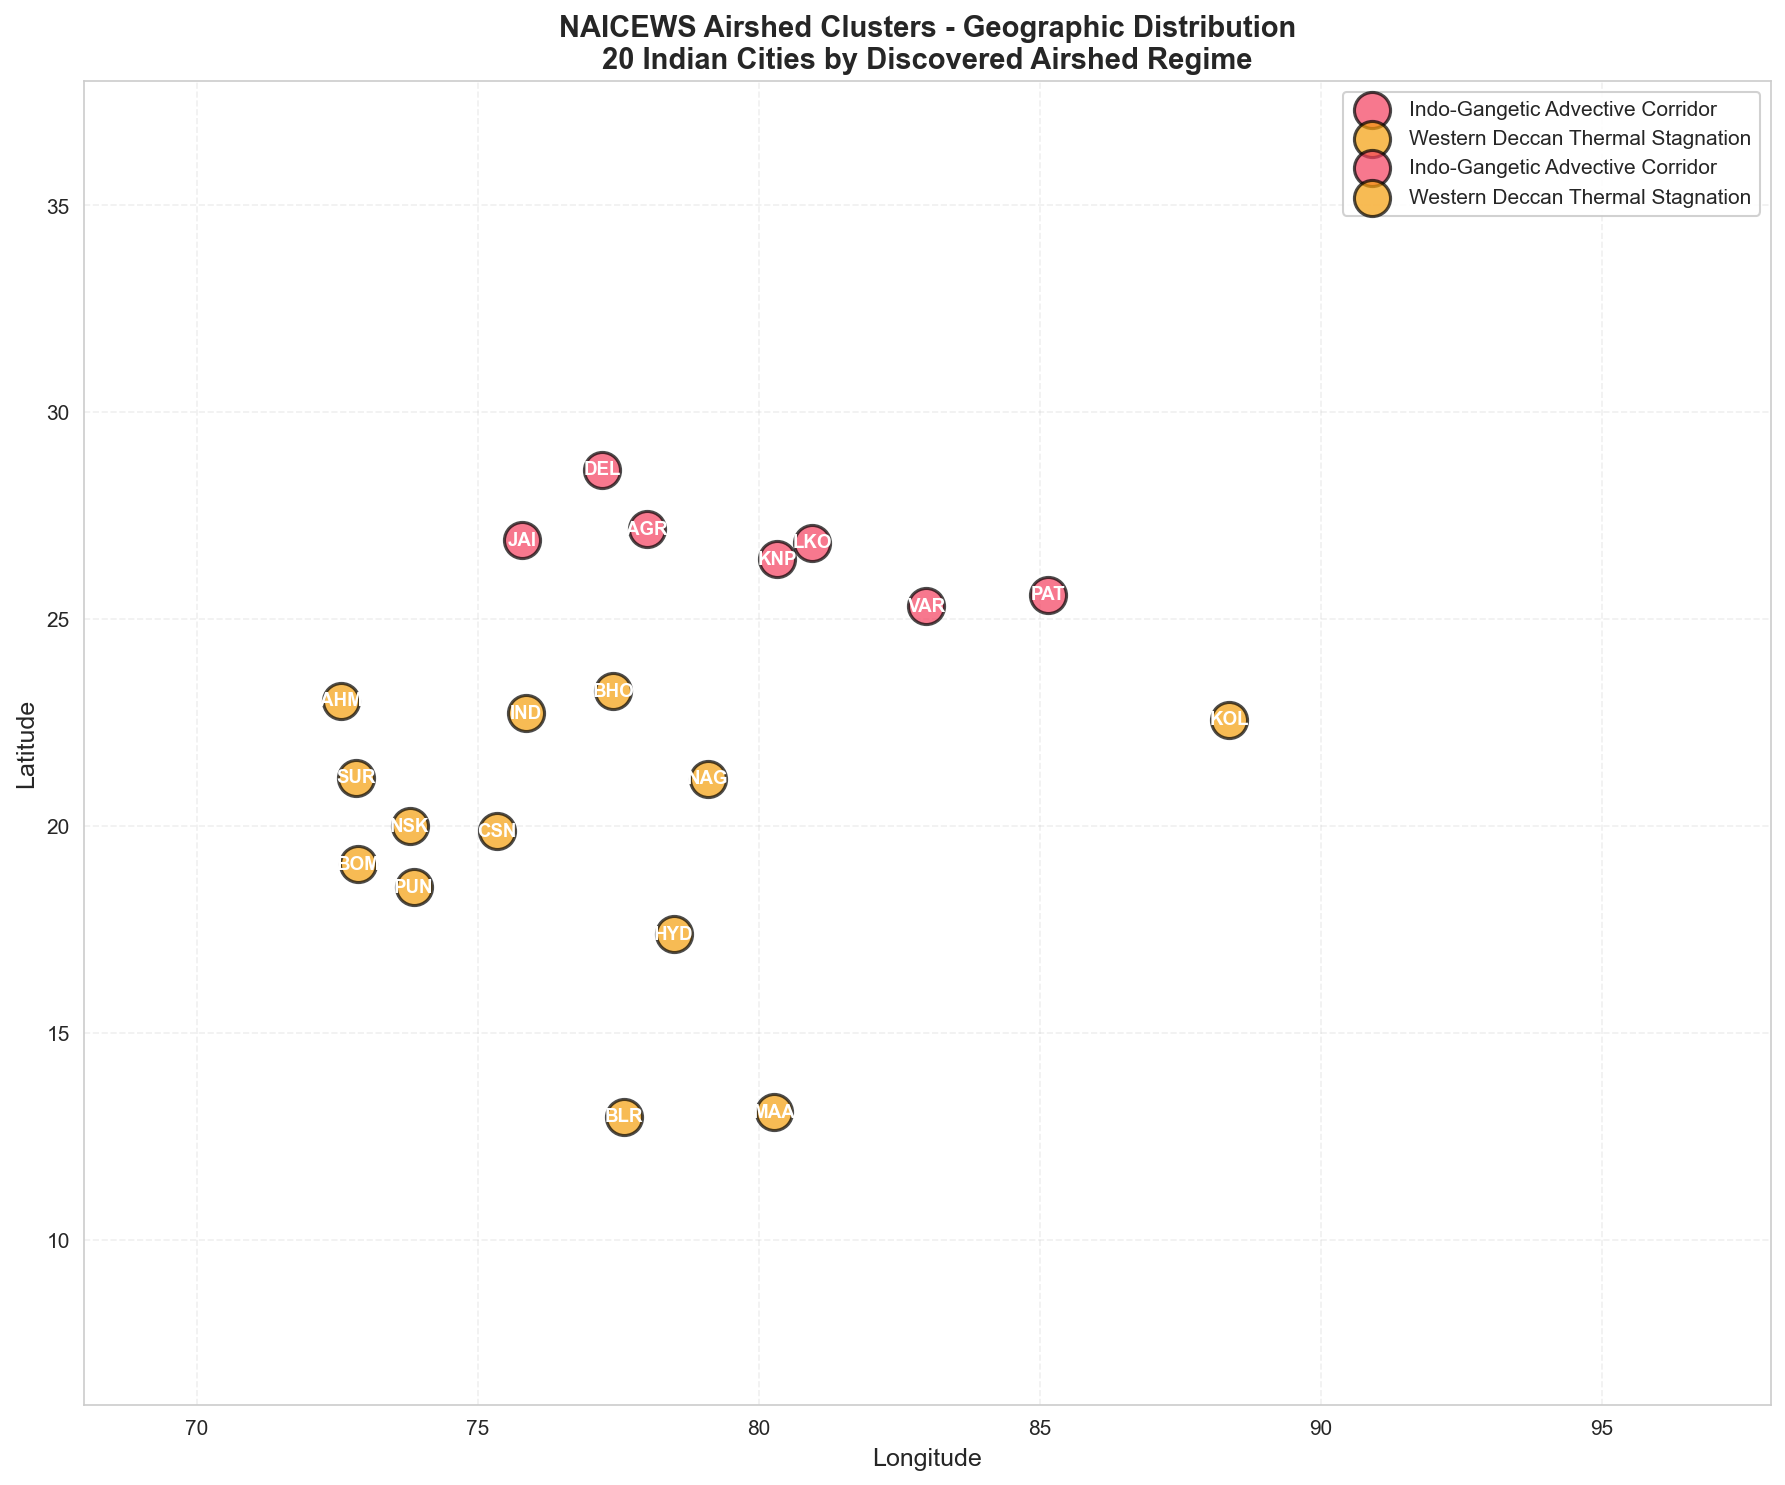 NAICEWS Airshed Clusters - Geographic Distribution
20 Indian Cities by Discovered Airshed Regime
Indo-Gangetic Advective Corridor
Western Deccan Thermal Stagnation
Indo-Gangetic Advective Corridor
Western Deccan Thermal Stagnation
35
30
25
20
15
10
Latitude
DEL
AGR
JAI
LKO
KNP
PAT
VAR
BHO
AHM
IND
KOL
SUR
NAG
NSK
CSN
BOM
PUN
HYD
MAA
BLR
70
75
80
85
90
95
Longitude